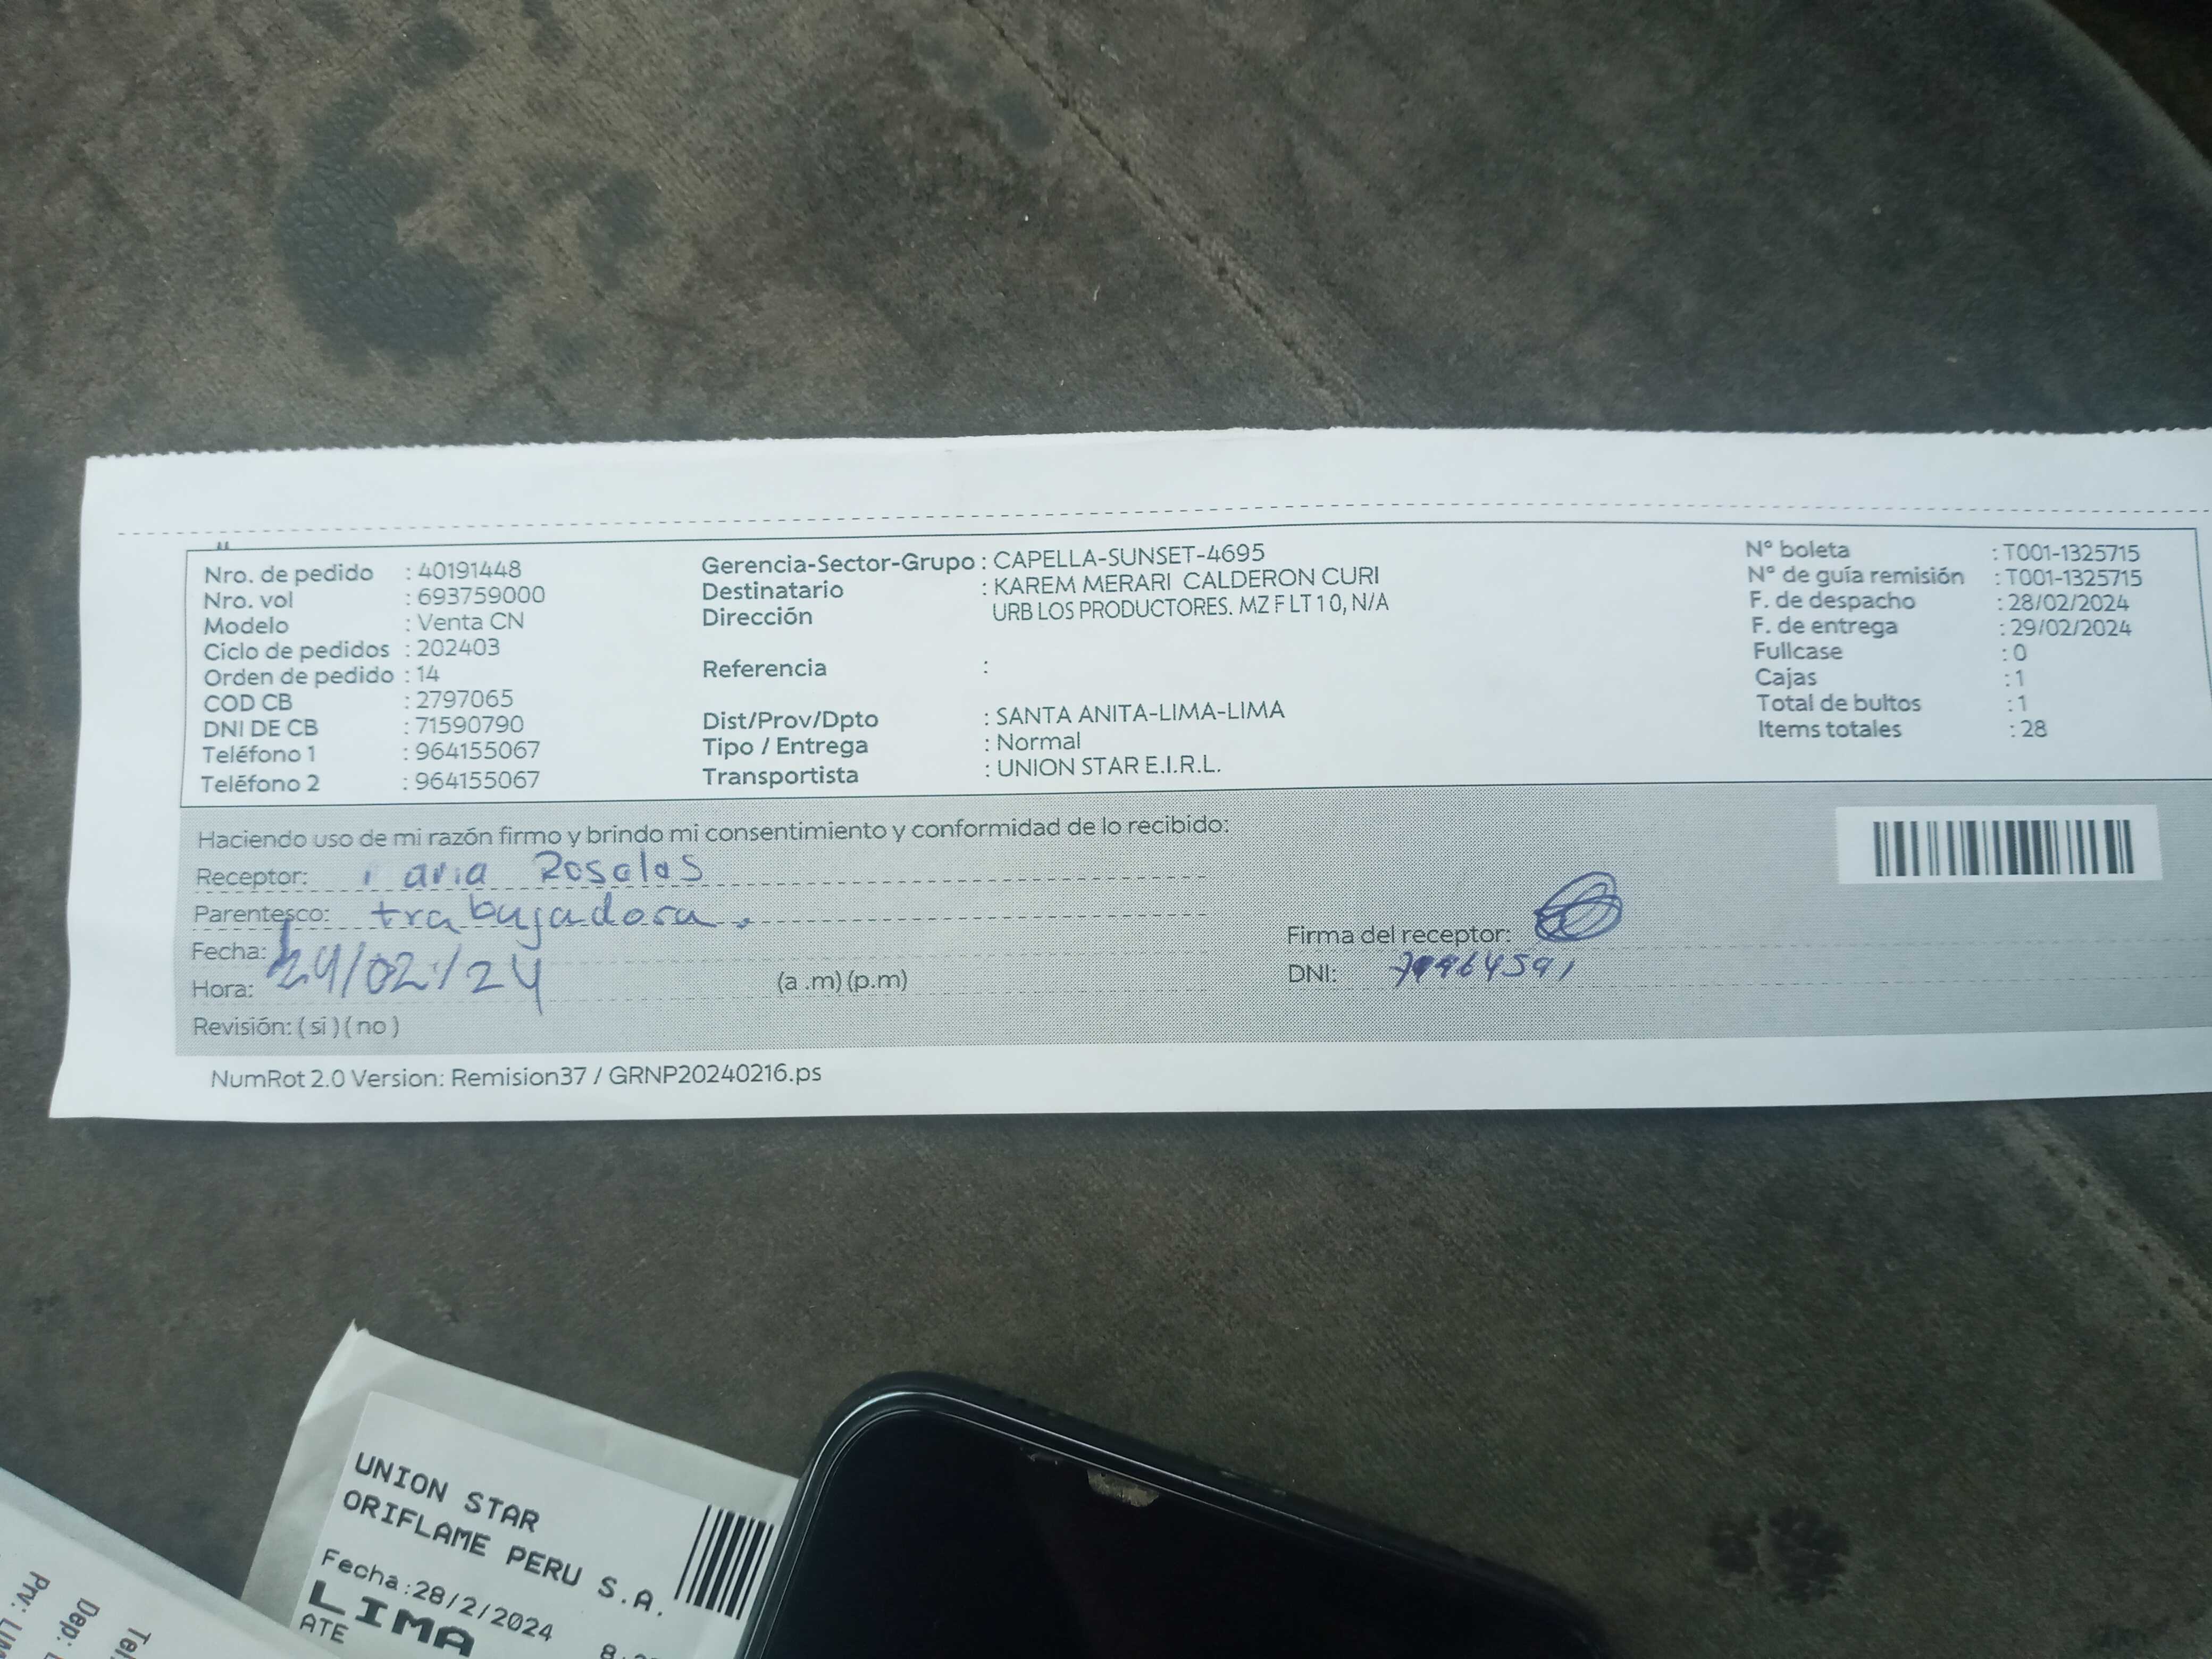 Nro. de pedido : 40191448
Nro. vol : 693759000
Modelo : Venta CN
Ciclo de pedidos : 202403
Orden de pedido : 14
COD CB : 2797065
DNI DE CB : 71590790
Teléfono 1 : 964155067
Teléfono 2 : 964155067
Gerencia-Sector-Grupo : CAPELLA-SUNSET-4695
Destinatario : KAREM MERARI CALDERON CURI
Dirección URB LOS PRODUCTORES. MZ F LT 10, N/A
Referencia :
Dist/Prov/Dpto : SANTA ANITA-LIMA-LIMA
Tipo / Entrega : Normal
Transportista : UNION STAR E.I.R.L.
N° boleta : T001-1325715
N° de guía remisión : T001-1325715
F. de despacho : 28/02/2024
F. de entrega : 29/02/2024
Fullcase : 0
Cajas : 1
Total de bultos : 1
Items totales : 28
Haciendo uso de mi razón firmo y brindo mi consentimiento y conformidad de lo recibido:
Receptor: Rosalas
Parentesco: trabajadora.
Fecha: /02/24
Hora: (a .m) (p.m)
Revisión: ( si ) ( no )
Firma del receptor:
DNI:
NumRot 2.0 Version: Remision37 / GRNP20240216.ps
UNION STAR
ORIFLAME PERU S.A.
Fecha:28/2/2024
LIMA
ATE
Dep:
Prv: